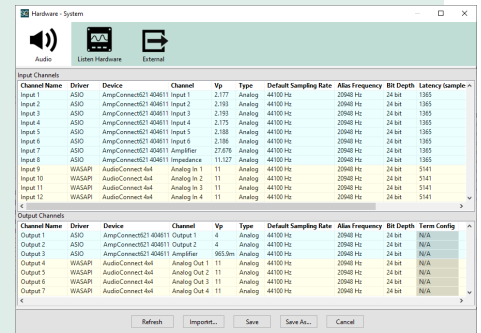 SC Hardware - System
Audio Listen Hardware External
Input Channels
Channel Name Driver Device Channel Vp Type Default Sampling Rate Alias Frequency Bit Depth Latency (sample
Input 1 ASIO AmpConnect621 404611 Input 1 2.177 Analog 44100 Hz 20948 Hz 24 bit 1365
Input 2 ASIO AmpConnect621 404611 Input 2 2.193 Analog 44100 Hz 20948 Hz 24 bit 1365
Input 3 ASIO AmpConnect621 404611 Input 3 2.193 Analog 44100 Hz 20948 Hz 24 bit 1365
Input 4 ASIO AmpConnect621 404611 Input 4 2.175 Analog 44100 Hz 20948 Hz 24 bit 1365
Input 5 ASIO AmpConnect621 404611 Input 5 2.188 Analog 44100 Hz 20948 Hz 24 bit 1365
Input 6 ASIO AmpConnect621 404611 Input 6 2.186 Analog 44100 Hz 20948 Hz 24 bit 1365
Input 7 ASIO AmpConnect621 404611 Amplifier 27.676 Analog 44100 Hz 20948 Hz 24 bit 1365
Input 8 ASIO AmpConnect621 404611 Impedance 11.127 Analog 44100 Hz 20948 Hz 24 bit 1365
Input 9 WASAPI AudioConnect 4x4 Analog In 1 11 Analog 44100 Hz 20948 Hz 24 bit 5141
Input 10 WASAPI AudioConnect 4x4 Analog In 2 11 Analog 44100 Hz 20948 Hz 24 bit 5141
Input 11 WASAPI AudioConnect 4x4 Analog In 3 11 Analog 44100 Hz 20948 Hz 24 bit 5141
Input 12 WASAPI AudioConnect 4x4 Analog In 4 11 Analog 44100 Hz 20948 Hz 24 bit 5141
Output Channels
Channel Name Driver Device Channel Vp Type Default Sampling Rate Alias Frequency Bit Depth Term Config
Output 1 ASIO AmpConnect621 404611 Output 1 4 Analog 44100 Hz 20948 Hz 24 bit N/A
Output 2 ASIO AmpConnect621 404611 Output 2 4 Analog 44100 Hz 20948 Hz 24 bit N/A
Output 3 ASIO AmpConnect621 404611 Amplifier 965.9m Analog 44100 Hz 20948 Hz 24 bit N/A
Output 4 WASAPI AudioConnect 4x4 Analog Out 1 11 Analog 44100 Hz 20948 Hz 24 bit N/A
Output 5 WASAPI AudioConnect 4x4 Analog Out 2 11 Analog 44100 Hz 20948 Hz 24 bit N/A
Output 6 WASAPI AudioConnect 4x4 Analog Out 3 11 Analog 44100 Hz 20948 Hz 24 bit N/A
Output 7 WASAPI AudioConnect 4x4 Analog Out 4 11 Analog 44100 Hz 20948 Hz 24 bit N/A
Refresh Import... Save Save As... Cancel